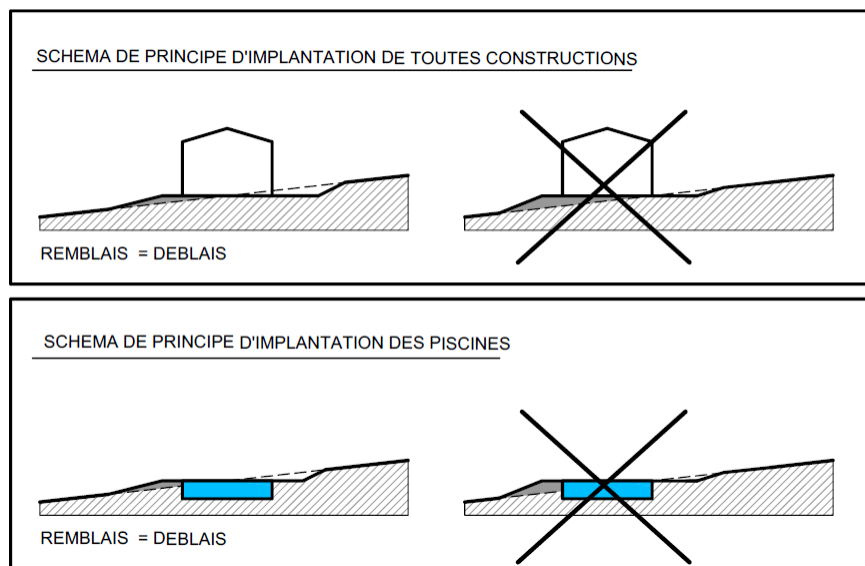 SCHEMA DE PRINCIPE D'IMPLANTATION DE TOUTES CONSTRUCTIONS
REMBLAIS = DEBLAIS
SCHEMA DE PRINCIPE D'IMPLANTATION DES PISCINES
REMBLAIS = DEBLAIS